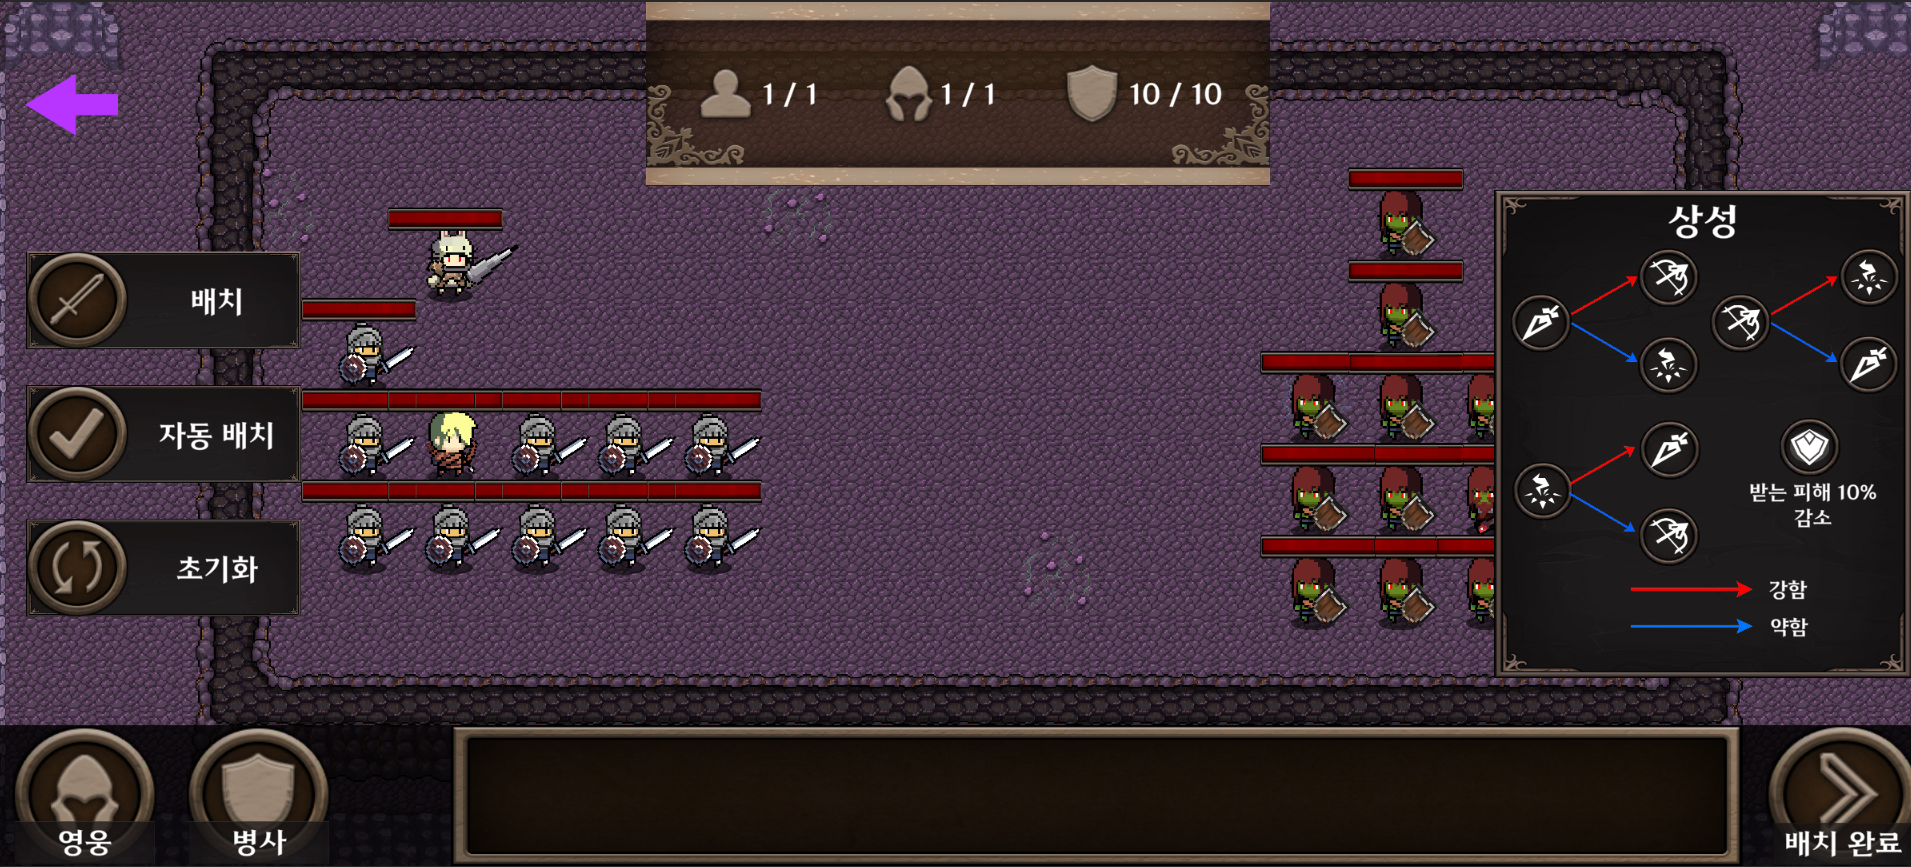 1 / 1
1 / 1
10 / 10
상성
배치
자동 배치
초기화
받는 피해 10%
감소
강함
약함
영웅
병사
배치 완료